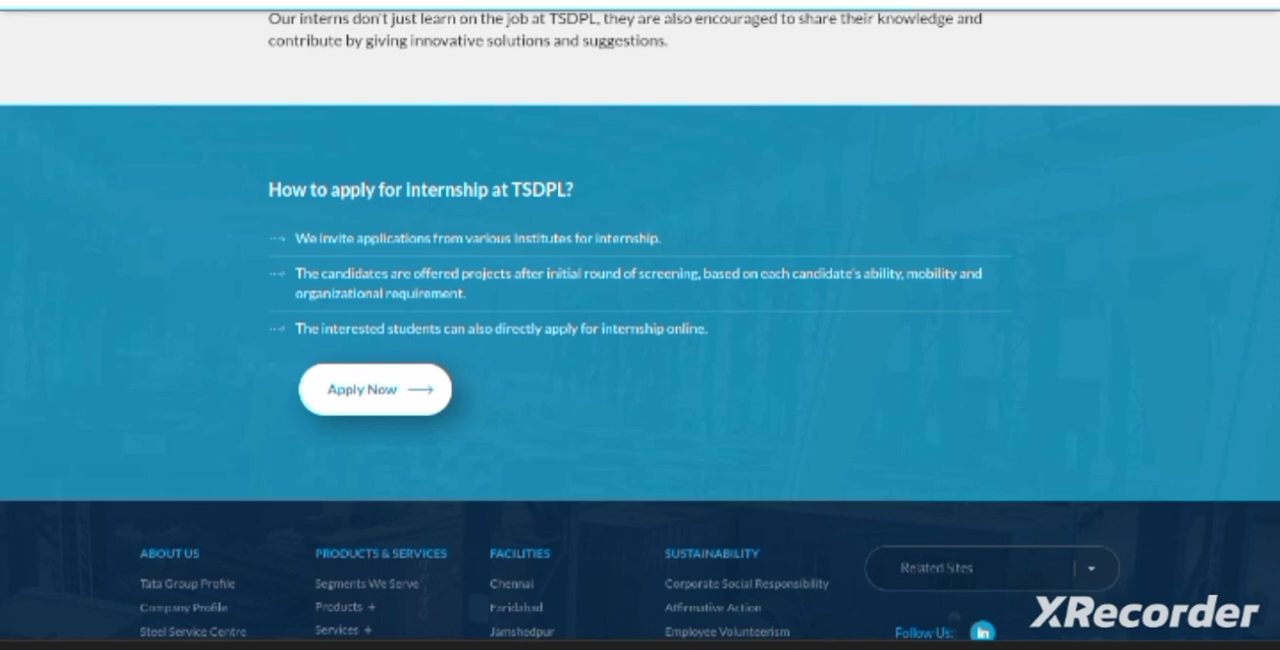 Our interns don't just learn on the job at TSDPL, they are also encouraged to share their knowledge and
contribute by giving innovative solutions and suggestions.
How to apply for internship at TSDPL?
We invite applications from various Institutes for internship.
The candidates are offered projects after initial round of screening, based on each candidate's ability, mobility and
organizational requirement.
The interested students can also directly apply for internship online.
Apply Now
ABOUT US
Tata Group Profile
Company Profile
Steel Service Centre
PRODUCTS & SERVICES
Segments We Serve
Products +
Services +
FACILITIES
Chennai
Faridabad
Jamshedpur
SUSTAINABILITY
Corporate Social Responsibility
Affirmative Action
Employee Volunteerism
Related Sites
Follow Us:
in
XRecorder